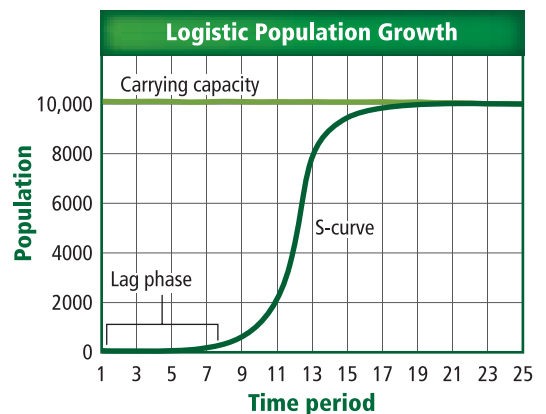 Logistic Population Growth
Carrying capacity
10,000
8000
6000
4000
2000
0
Population
S-curve
Lag phase
1 3 5 7 9 11 13 15 17 19 21 23 25
Time period